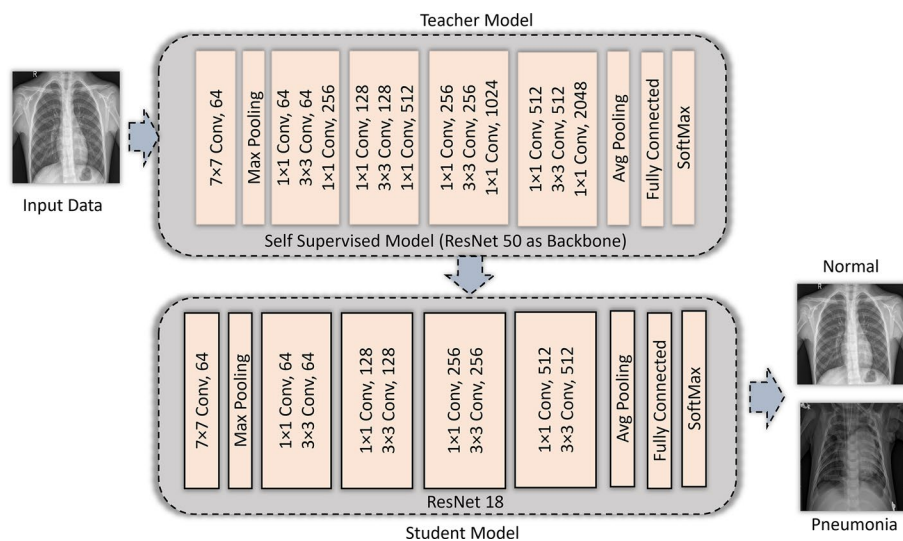 Teacher Model
R
Input Data
7×7 Conv, 64
Max Pooling
1×1 Conv, 64
3×3 Conv, 64
1×1 Conv, 256
1×1 Conv, 128
3×3 Conv, 128
1×1 Conv, 512
1×1 Conv, 256
3×3 Conv, 256
1×1 Conv, 1024
1×1 Conv, 512
3×3 Conv, 512
1×1 Conv, 2048
Avg Pooling
Fully Connected
SoftMax
Self Supervised Model (ResNet 50 as Backbone)
7×7 Conv, 64
Max Pooling
1×1 Conv, 64
3×3 Conv, 64
1×1 Conv, 128
3×3 Conv, 128
1×1 Conv, 256
3×3 Conv, 256
1×1 Conv, 512
3×3 Conv, 512
Avg Pooling
Fully Connected
SoftMax
ResNet 18
Student Model
Normal
R
Pneumonia